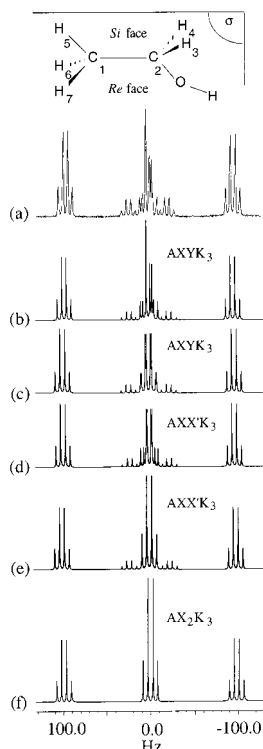 σ
H
5
Si face
H
4
H
3
H
6
C
1
C
2
H
7
Re face
O
H
(a)
AXYK3
(b)
AXYK3
(c)
AXX'K3
(d)
AXX'K3
(e)
AX2K3
(f)
100.0 0.0 -100.0
Hz